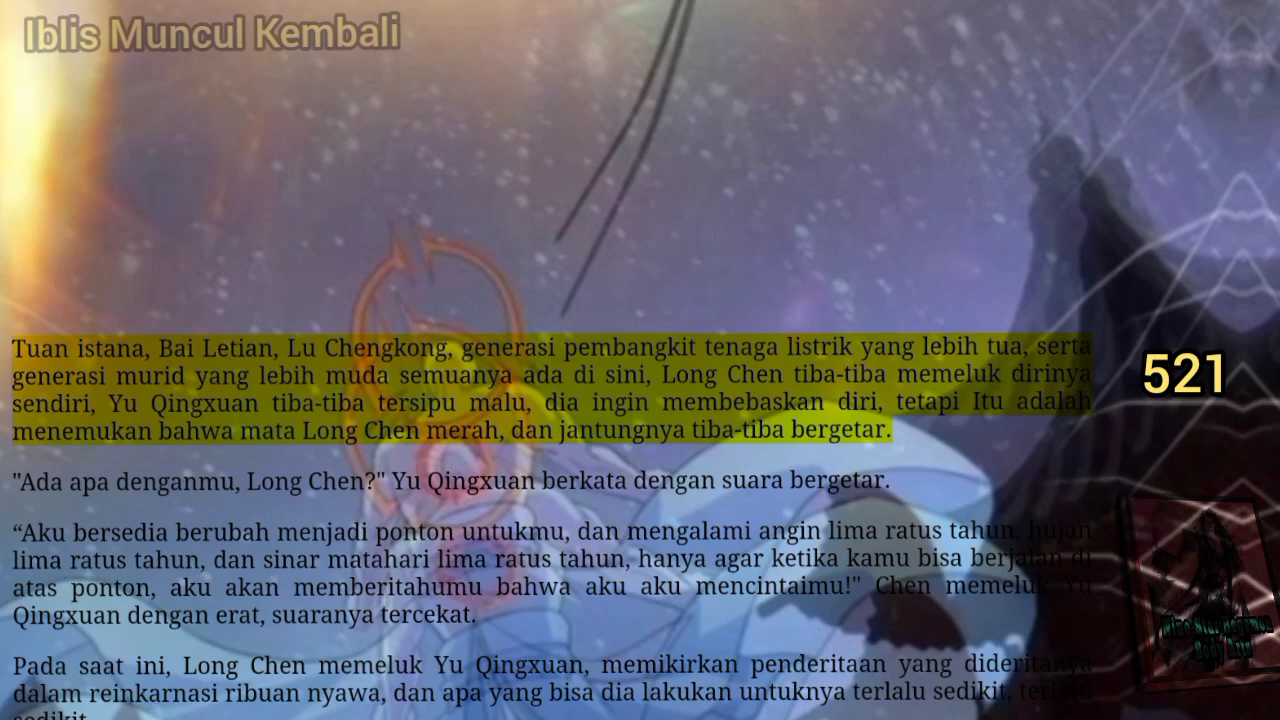 Iblis Muncul Kembali
Tuan istana, Bai Letian, Lu Chengkong, generasi pembangkit tenaga listrik yang lebih tua, serta
generasi murid yang lebih muda semuanya ada di sini, Long Chen tiba-tiba memeluk dirinya
sendiri, Yu Qingxuan tiba-tiba tersipu malu, dia ingin membebaskan diri, tetapi Itu adalah
menemukan bahwa mata Long Chen merah, dan jantungnya tiba-tiba bergetar.
521
"Ada apa denganmu, Long Chen?" Yu Qingxuan berkata dengan suara bergetar.
“Aku bersedia berubah menjadi ponton untukmu, dan mengalami angin lima ratus tahun, hujan
lima ratus tahun, dan sinar matahari lima ratus tahun, hanya agar ketika kamu bisa berjalan di
atas ponton, aku akan memberitahumu bahwa aku aku mencintaimu!" Chen memeluk Yu
Qingxuan dengan erat, suaranya tercekat.
Pada saat ini, Long Chen memeluk Yu Qingxuan, memikirkan penderitaan yang dideritanya
dalam reinkarnasi ribuan nyawa, dan apa yang bisa dia lakukan untuknya terlalu sedikit, terlalu
sedikit